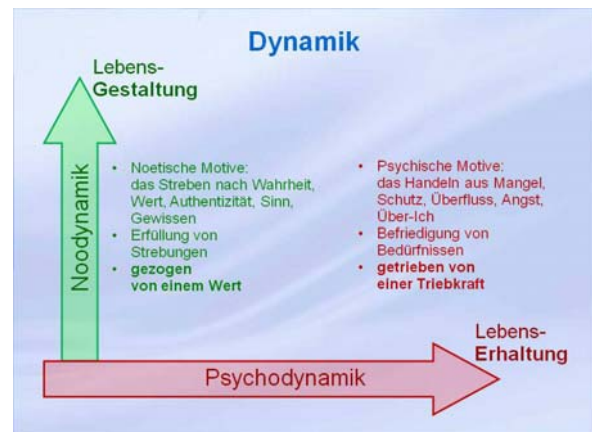 Dynamik
Lebens-
Gestaltung
Noodynamik
• Noetische Motive:
das Streben nach Wahrheit,
Wert, Authentizität, Sinn,
Gewissen
• Erfüllung von
Strebungen
• gezogen
von einem Wert
• Psychische Motive:
das Handeln aus Mangel,
Schutz, Überfluss, Angst,
Über-Ich
• Befriedigung von
Bedürfnissen
• getrieben von
einer Triebkraft
Lebens-
Erhaltung
Psychodynamik